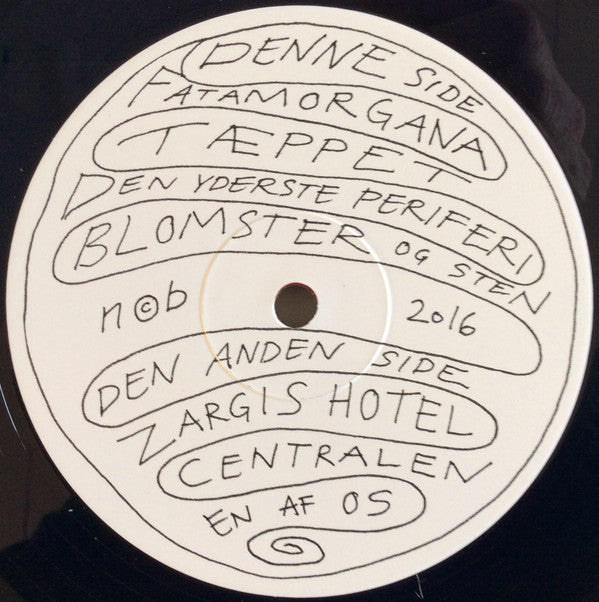 DENNE SIDE
FATAMORGANA
TÆPPET
DEN YDERSTE PERIFERI
BLOMSTER OG STEN
n©b 2016
DEN ANDEN SIDE
ZARGIS HOTEL
CENTRALEN
EN AF OS